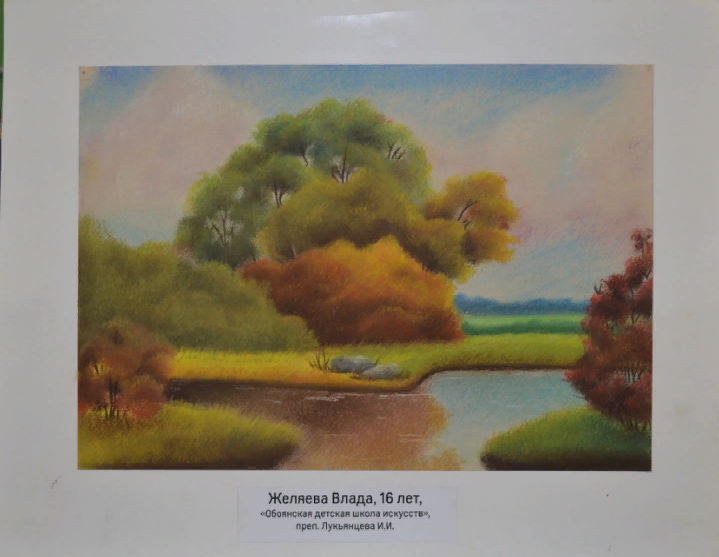 Желяева Влада, 16 лет,
«Обоянская детская школа искусств»,
преп. Лукьянцева И.И.